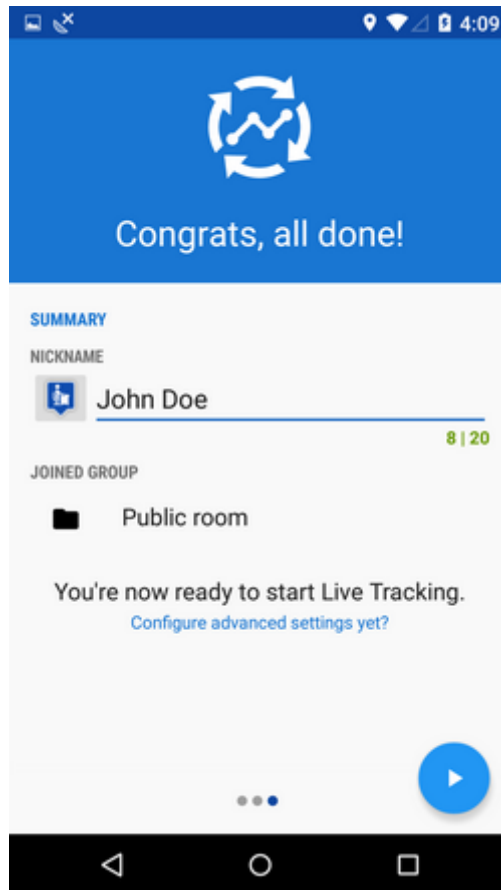 4:09
Congrats, all done!
SUMMARY
NICKNAME
John Doe
8 | 20
JOINED GROUP
Public room
You're now ready to start Live Tracking.
Configure advanced settings yet?